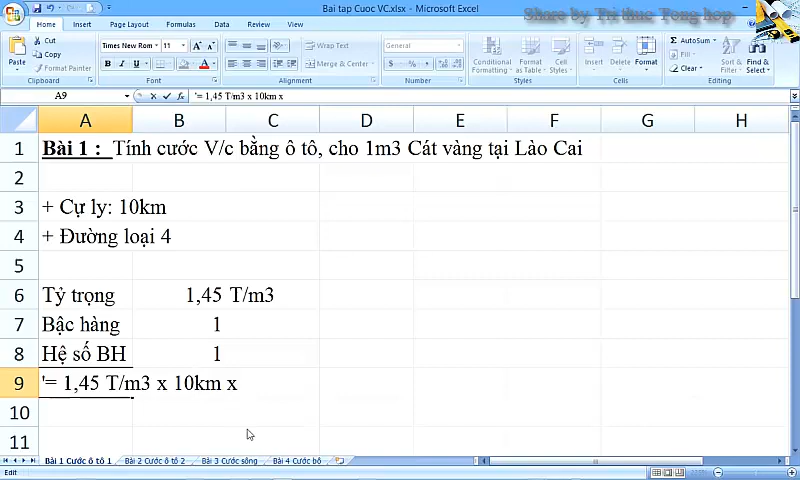 Bai tap Cuoc VC.xlsx - Microsoft Excel
Share by Tri thuc Tong hop
Home Insert Page Layout Formulas Data Review View
Paste Cut Copy Format Painter Clipboard
Times New Rom 11 B I U Font
Wrap Text Merge & Center Alignment
General $ % , Number
Conditional Formatting Format as Table Cell Styles Styles
Insert Delete Format Cells
Σ AutoSum Fill Clear Sort & Filter Find & Select Editing
A9 fx '= 1,45 T/m3 x 10km x
A B C D E F G H
1 Bài 1 : Tính cước V/c bằng ô tô, cho 1m3 Cát vàng tại Lào Cai
2
3 + Cự ly: 10km
4 + Đường loại 4
5
6 Tỷ trọng 1,45 T/m3
7 Bậc hàng 1
8 Hệ số BH 1
9 '= 1,45 T/m3 x 10km x
10
11
Bài 1 Cước ô tô 1 Bài 2 Cước ô tô 2 Bài 3 Cước sông Bài 4 Cước bộ
Edit